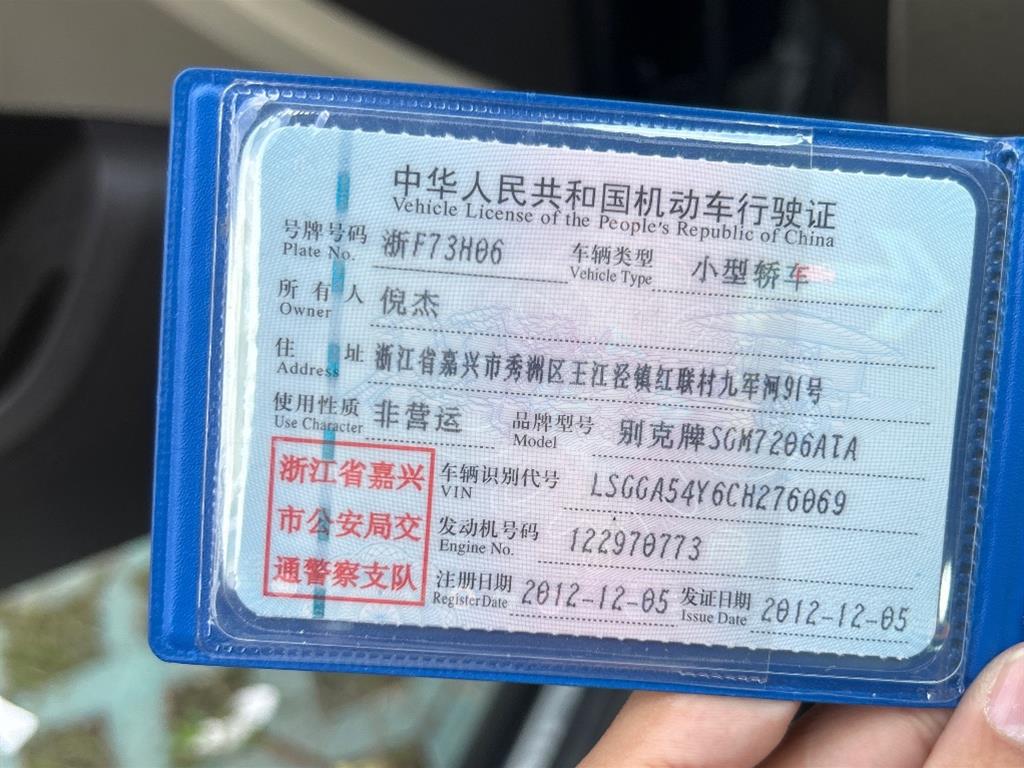 中华人民共和国机动车行驶证
Vehicle License of the People's Republic of China
号牌号码 浙F73H06 车辆类型 小型轿车
Plate No. Vehicle Type
所有人 倪杰
Owner
住址 浙江省嘉兴市秀洲区王江泾镇红联村九军河91号
Address
使用性质 非营运 品牌型号 别克牌SGM7206ATA
Use Character Model
浙江省嘉兴
市公安局交
通警察支队
车辆识别代号 LSGGA54Y6CH276069
VIN
发动机号码 122970773
Engine No.
注册日期 2012-12-05 发证日期 2012-12-05
Register Date Issue Date